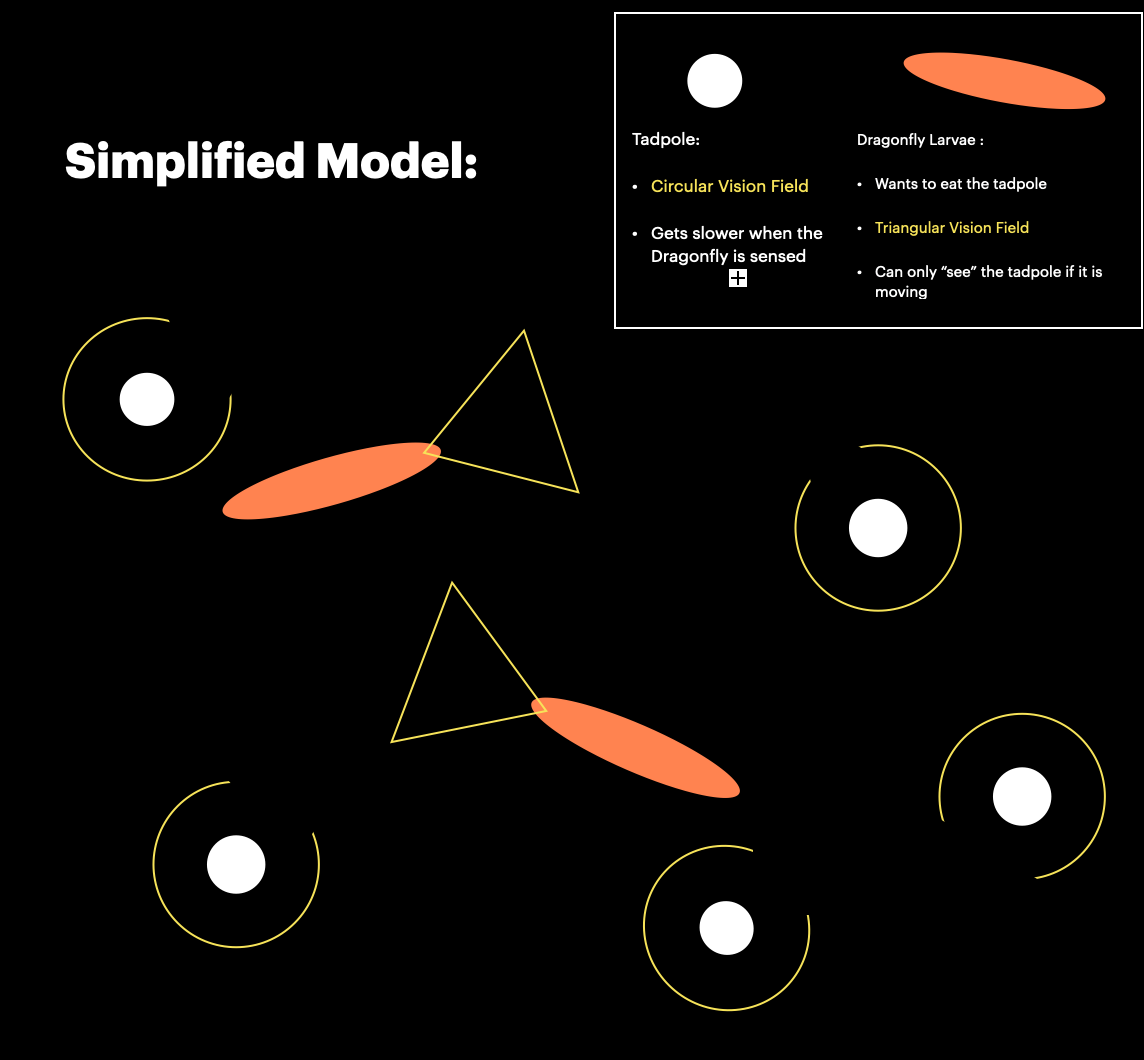 Simplified Model:
Tadpole:
• Circular Vision Field
• Gets slower when the
Dragonfly is sensed
Dragonfly Larvae :
• Wants to eat the tadpole
• Triangular Vision Field
• Can only “see” the tadpole if it is
moving